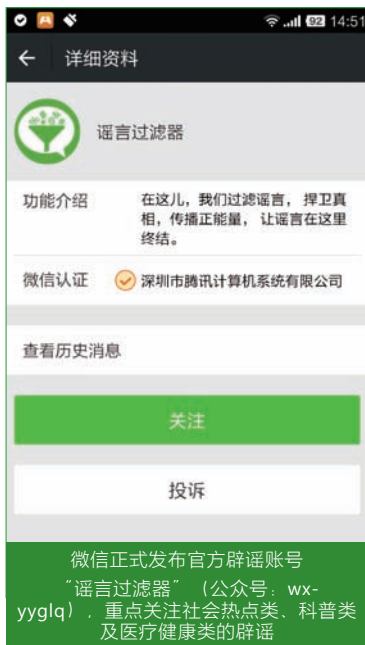 92 14:51
详细资料
谣言过滤器
功能介绍 在这儿，我们过滤谣言，捍卫真
相，传播正能量，让谣言在这里
终结。
微信认证 深圳市腾讯计算机系统有限公司
查看历史消息
关注
投诉
微信正式发布官方辟谣账号
“谣言过滤器”（公众号：wx-
yyglq），重点关注社会热点类、科普类
及医疗健康类的辟谣